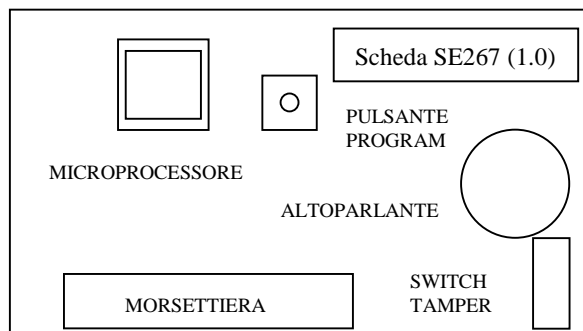 Scheda SE267 (1.0)
PULSANTE
PROGRAM
MICROPROCESSORE
ALTOPARLANTE
SWITCH
TAMPER
MORSETTIERA